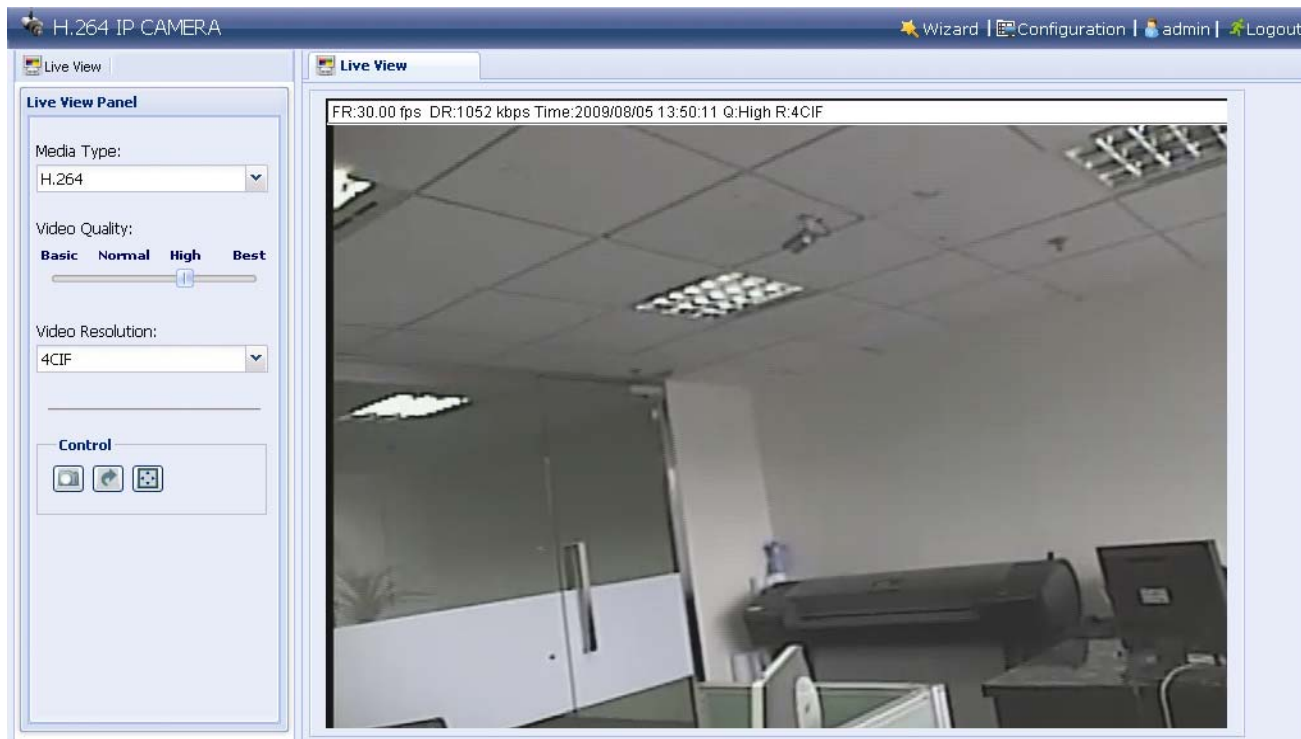 H.264 IP CAMERA
Wizard | Configuration | admin | Logout
Live View
Live View
Live View Panel
FR:30.00 fps DR:1052 kbps Time:2009/08/05 13:50:11 Q:High R:4CIF
Media Type:
H.264
Video Quality:
Basic Normal High Best
Video Resolution:
4CIF
Control